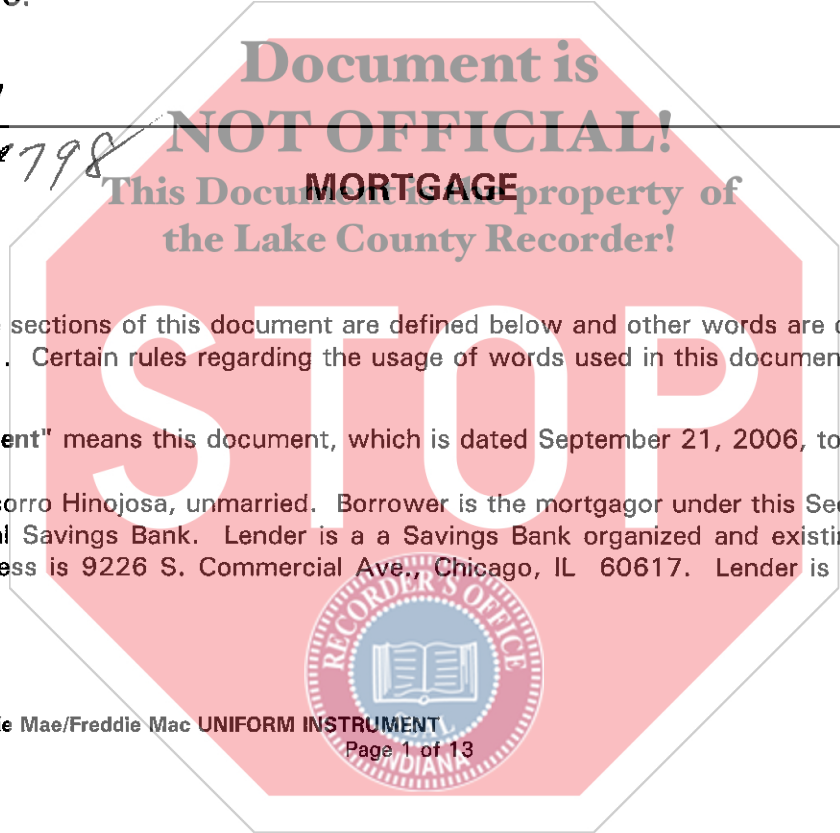 Document is
NOT OFFICIAL!
798
MORTGAGE
This Document is the property of
the Lake County Recorder!
sections of this document are defined below and other words are
. Certain rules regarding the usage of words used in this documen
STOP
ent" means this document, which is dated September 21, 2006, to
orro Hinojosa, unmarried. Borrower is the mortgagor under this Se
l Savings Bank. Lender is a a Savings Bank organized and existi
ess is 9226 S. Commercial Ave., Chicago, IL 60617. Lender is
RECORDER'S OFFICE
SEAL
INDIANA
e Mae/Freddie Mac UNIFORM INSTRUMENT
Page 1 of 13